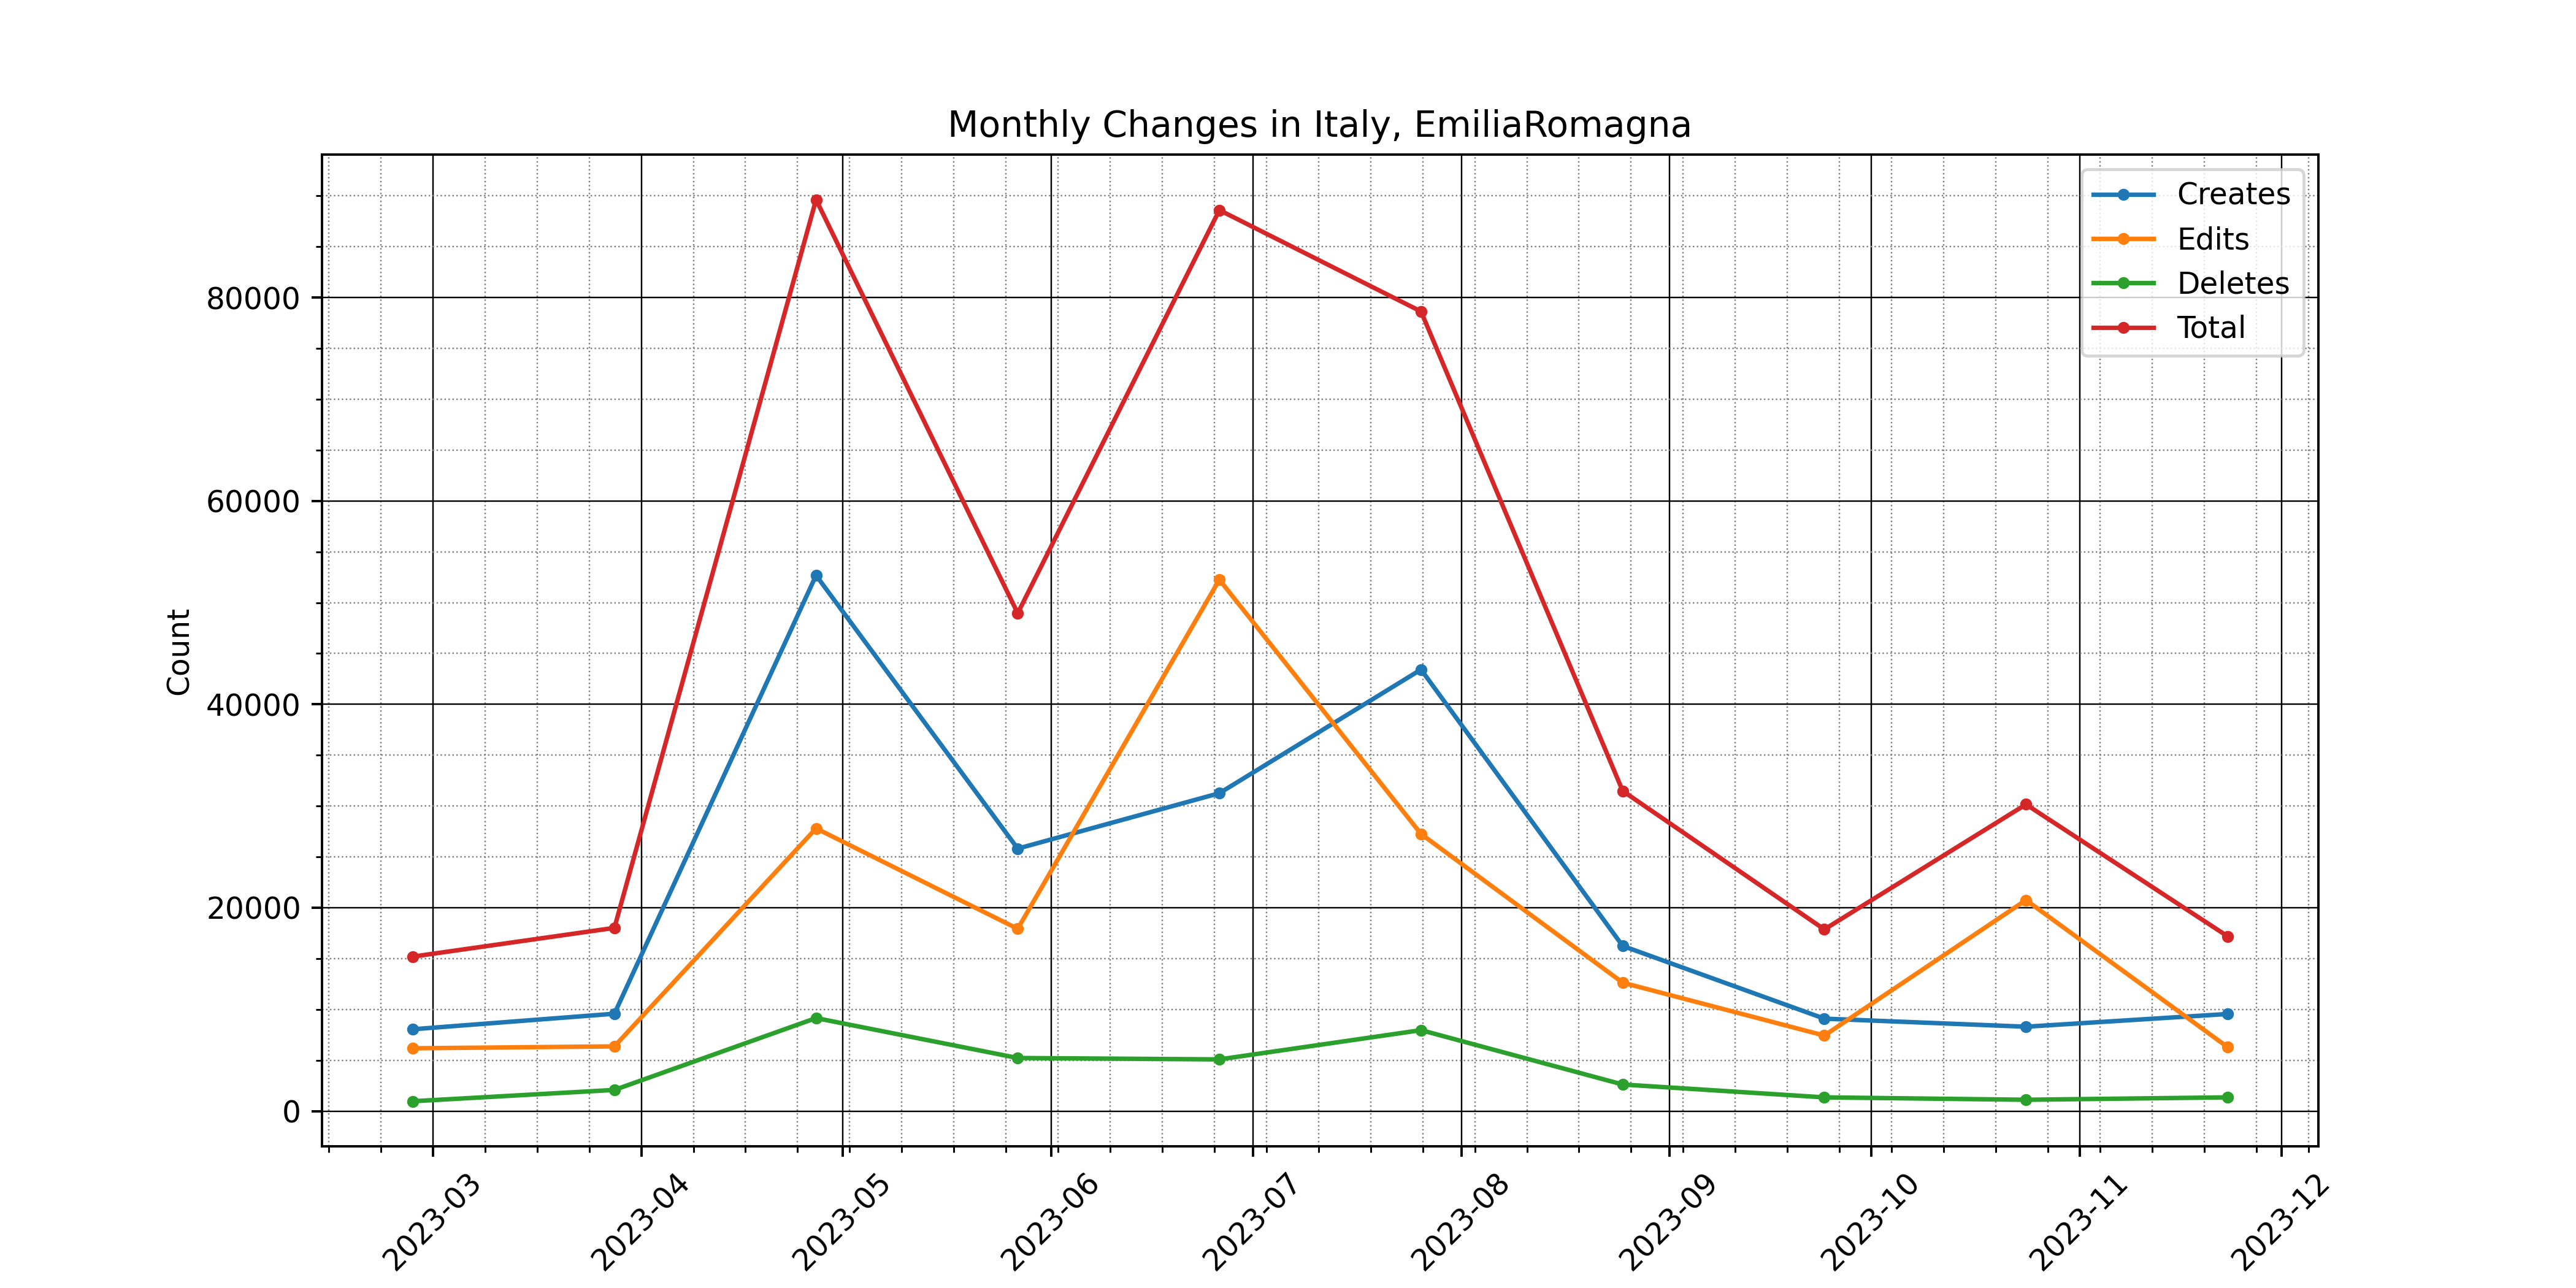 Monthly Changes in Italy, EmiliaRomagna
Creates
Edits
Deletes
Total
80000
60000
40000
20000
0
Count
2023-03
2023-04
2023-05
2023-06
2023-07
2023-08
2023-09
2023-10
2023-11
2023-12